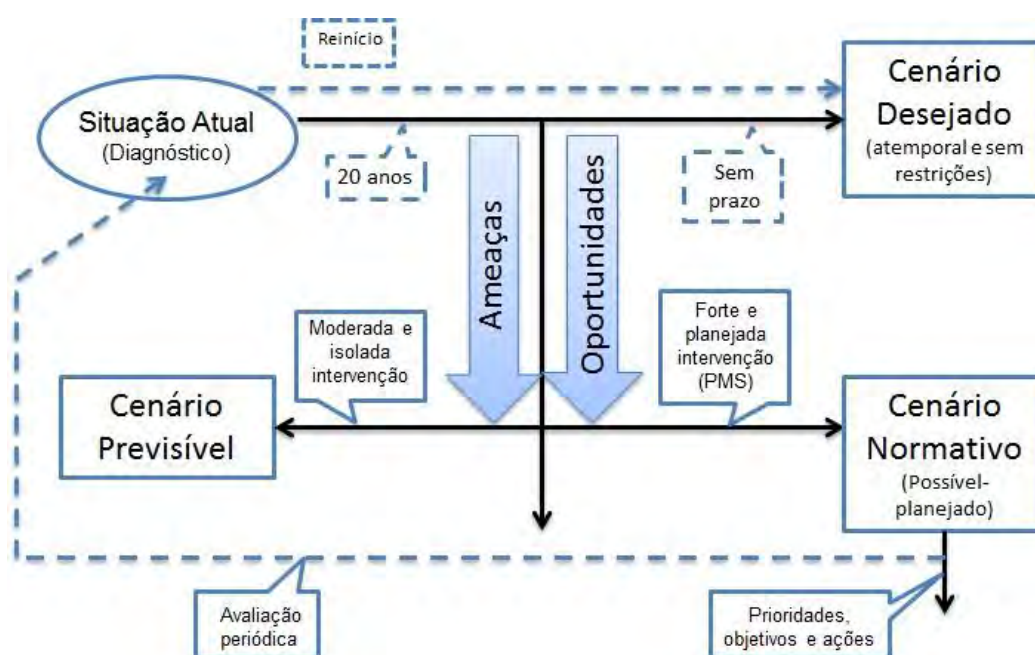 Reinício
Situação Atual
(Diagnóstico)
Cenário
Desejado
(atemporal e sem
restrições)
20 anos
Sem
prazo
Ameaças
Oportunidades
Moderada e
isolada
intervenção
Forte e
planejada
intervenção
(PMS)
Cenário
Previsível
Cenário
Normativo
(Possível-
planejado)
Avaliação
periódica
Prioridades,
objetivos e ações